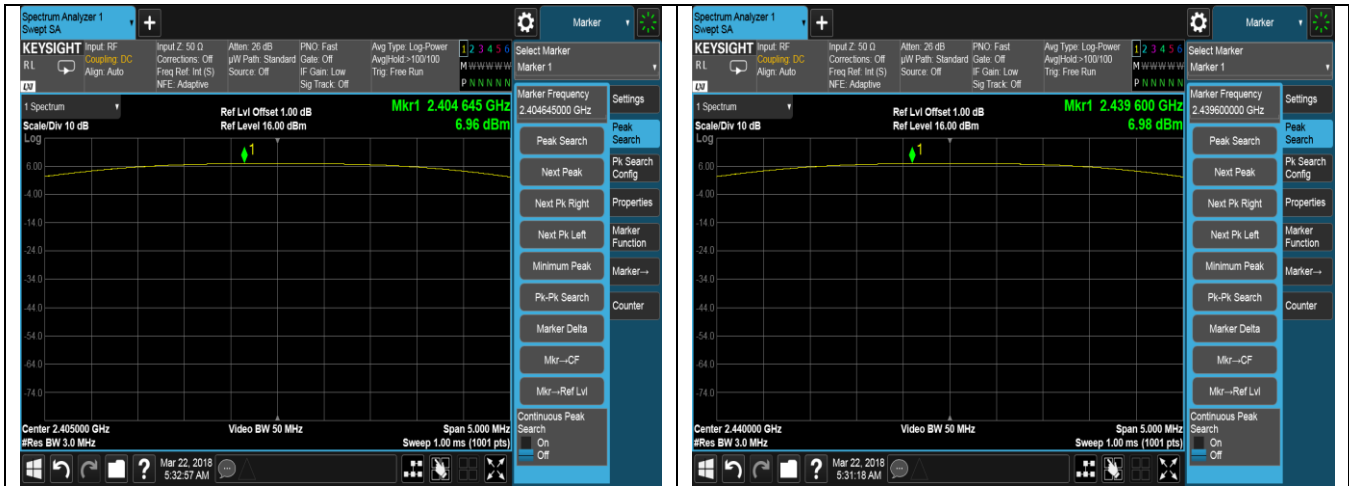 Spectrum Analyzer 1
Swept SA
Marker
KEYSIGHT
RL
LXI
Input: RF
Coupling: DC
Align: Auto
Input Z: 50 Ω
Corrections: Off
Freq Ref: Int (S)
NFE: Adaptive
Atten: 26 dB
µW Path: Standard
Source: Off
PNO: Fast
Gate: Off
IF Gain: Low
Sig Track: Off
Avg Type: Log-Power
Avg|Hold:>100/100
Trig: Free Run
1 2 3 4 5 6
M W W W W W
P N N N N N
Select Marker
Marker 1
Marker Frequency
2.404645000 GHz
Settings
1 Spectrum
Ref Lvl Offset 1.00 dB
Mkr1 2.404 645 GHz
Scale/Div 10 dB
Ref Level 16.00 dBm
6.96 dBm
Log
1
6.00
-4.00
-14.0
-24.0
-34.0
-44.0
-54.0
-64.0
-74.0
Peak Search
Next Peak
Next Pk Right
Next Pk Left
Minimum Peak
Pk-Pk Search
Marker Delta
Mkr→CF
Mkr→Ref Lvl
Continuous Peak
Search
On
Off
Peak
Search
Pk Search
Config
Properties
Marker
Function
Marker→
Counter
Center 2.405000 GHz
Video BW 50 MHz
Span 5.000 MHz
#Res BW 3.0 MHz
Sweep 1.00 ms (1001 pts)
?
Mar 22, 2018
5:32:57 AM
Spectrum Analyzer 1
Swept SA
Marker
KEYSIGHT
RL
LXI
Input: RF
Coupling: DC
Align: Auto
Input Z: 50 Ω
Corrections: Off
Freq Ref: Int (S)
NFE: Adaptive
Atten: 26 dB
µW Path: Standard
Source: Off
PNO: Fast
Gate: Off
IF Gain: Low
Sig Track: Off
Avg Type: Log-Power
Avg|Hold:>100/100
Trig: Free Run
1 2 3 4 5 6
M W W W W W
P N N N N N
Select Marker
Marker 1
Marker Frequency
2.439600000 GHz
Settings
1 Spectrum
Ref Lvl Offset 1.00 dB
Mkr1 2.439 600 GHz
Scale/Div 10 dB
Ref Level 16.00 dBm
6.98 dBm
Log
1
6.00
-4.00
-14.0
-24.0
-34.0
-44.0
-54.0
-64.0
-74.0
Peak Search
Next Peak
Next Pk Right
Next Pk Left
Minimum Peak
Pk-Pk Search
Marker Delta
Mkr→CF
Mkr→Ref Lvl
Continuous Peak
Search
On
Off
Peak
Search
Pk Search
Config
Properties
Marker
Function
Marker→
Counter
Center 2.440000 GHz
Video BW 50 MHz
Span 5.000 MHz
#Res BW 3.0 MHz
Sweep 1.00 ms (1001 pts)
?
Mar 22, 2018
5:31:18 AM